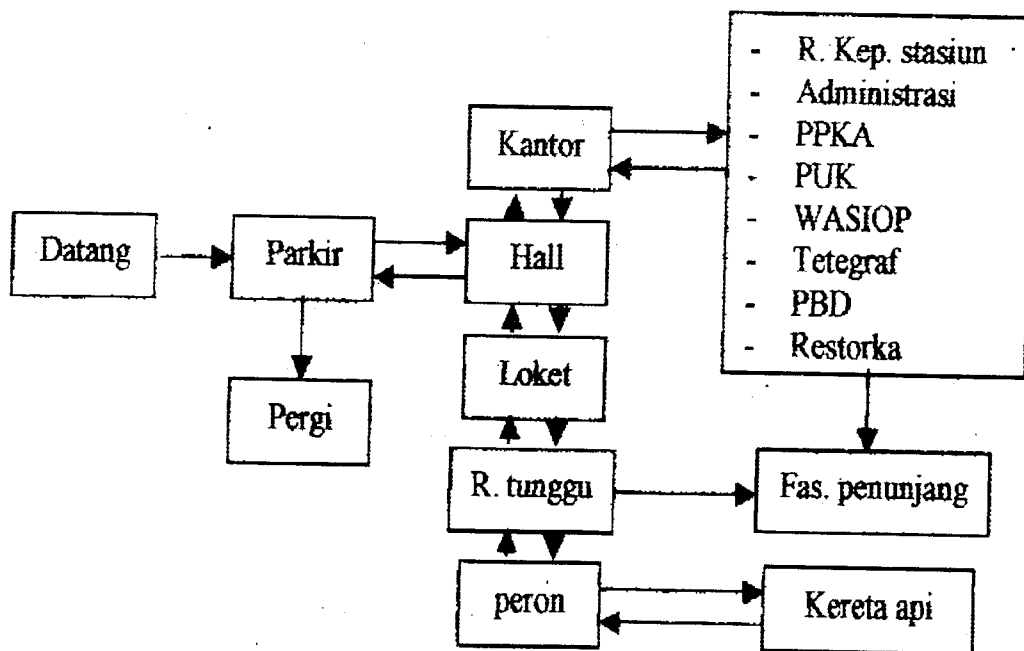 - R. Kep. stasiun
- Administrasi
- PPKA
- PUK
- WASIOP
- Tetegraf
- PBD
- Restorka
Kantor
Datang
Parkir
Hall
Loket
Pergi
R. tunggu
Fas. penunjang
peron
Kereta api